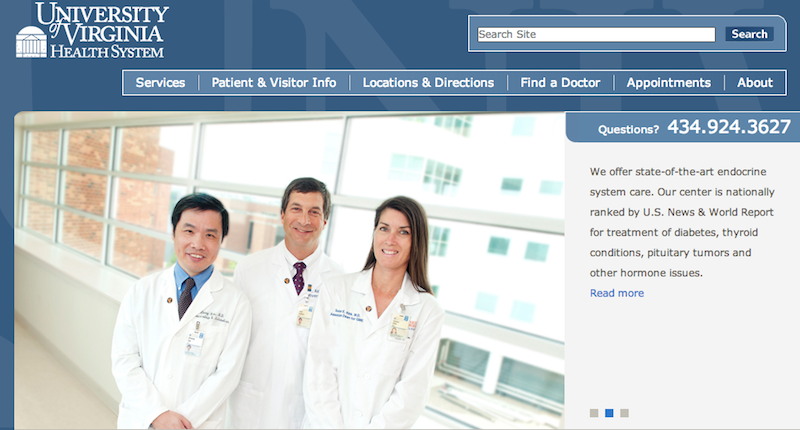 UNIVERSITY
of VIRGINIA
HEALTH SYSTEM
Search Site
Search
Services
Patient & Visitor Info
Locations & Directions
Find a Doctor
Appointments
About
Questions? 434.924.3627
We offer state-of-the-art endocrine
system care. Our center is nationally
ranked by U.S. News & World Report
for treatment of diabetes, thyroid
conditions, pituitary tumors and
other hormone issues.
Read more